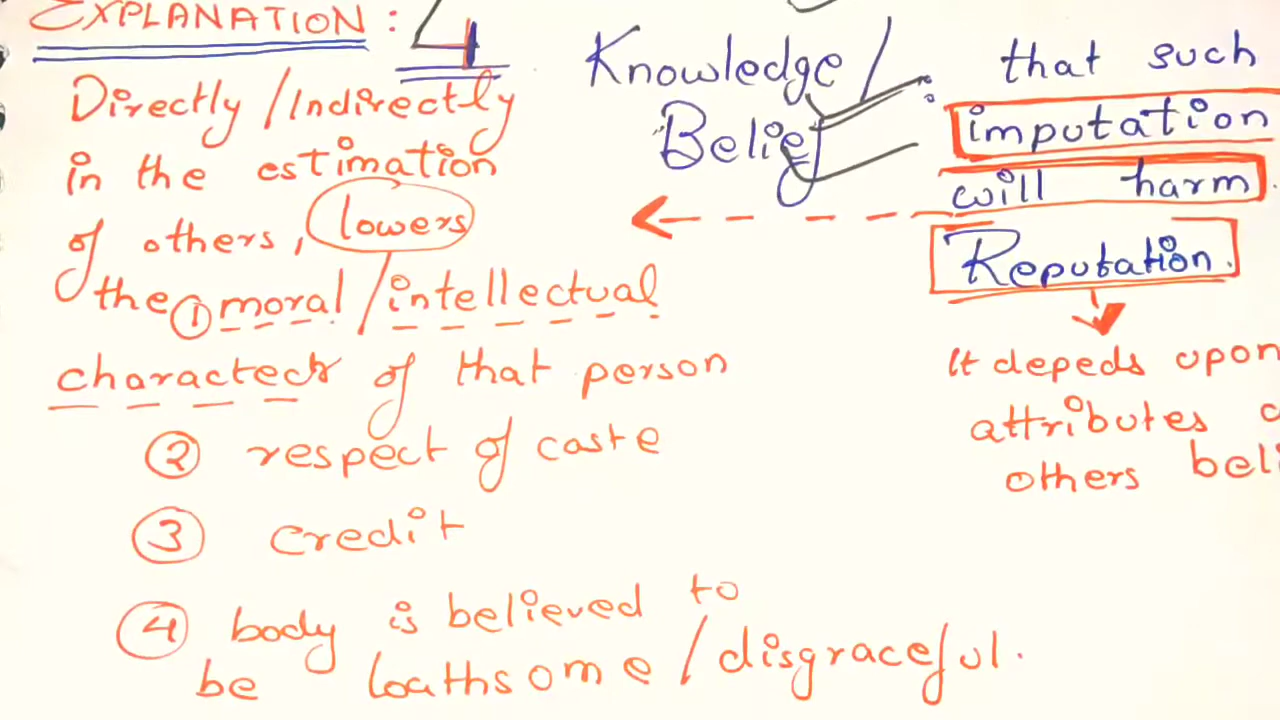 EXPLANATION : 4
Directly / Indirectly
in the estimation
of others, lowers
the ① moral / intellectual
character of that person
② respect of caste
③ credit
④ body is believed to
be loathsome / disgraceful.
Knowledge /
Belief
that such
imputation
will harm
Reputation.
It depeds upon
attributes
others